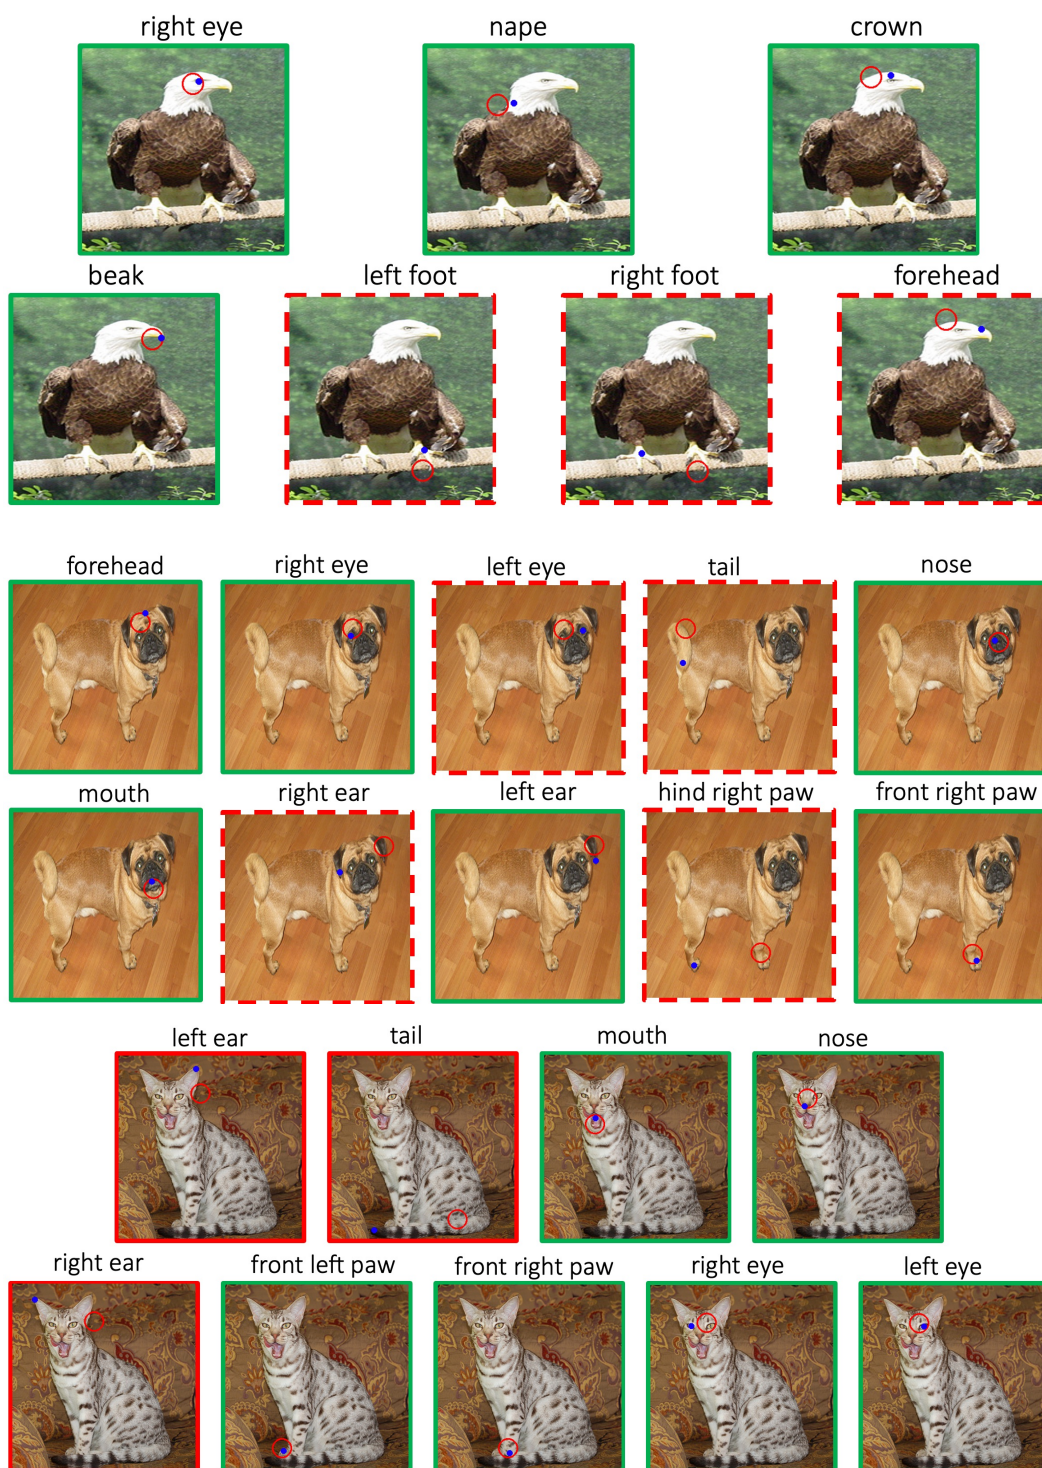 right eye nape crown
beak left foot right foot forehead
forehead right eye left eye tail nose
mouth right ear left ear hind right paw front right paw
left ear tail mouth nose
right ear front left paw front right paw right eye left eye